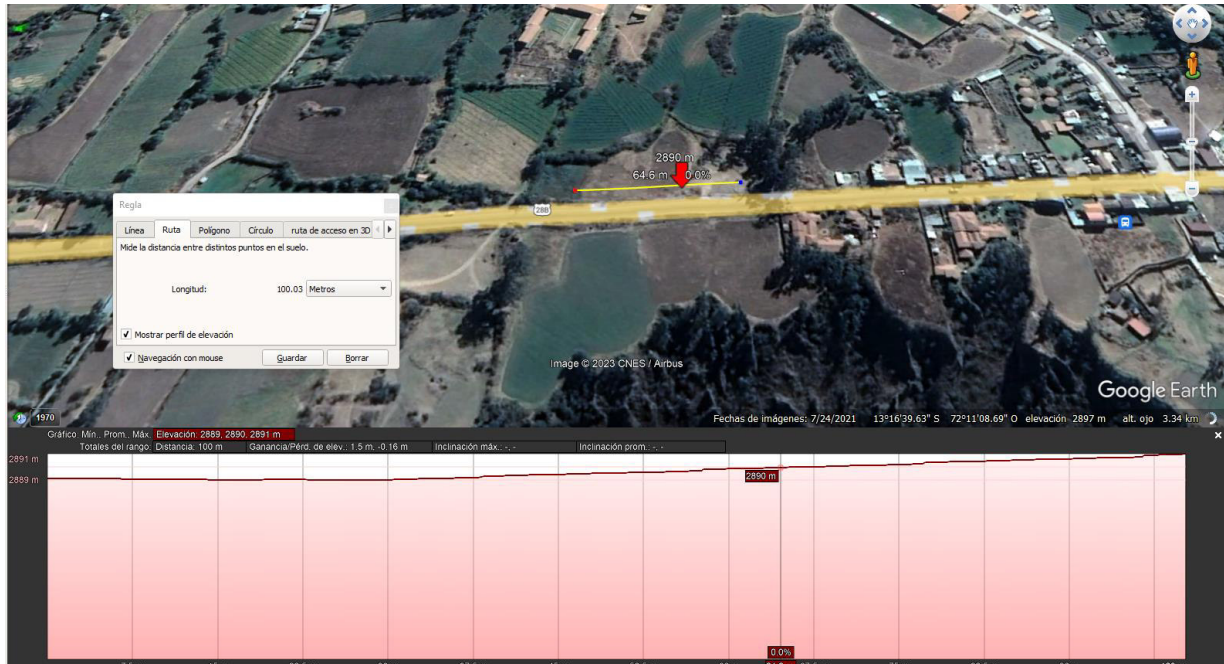 2890 m
64.6 m 0.0%
288
Regla
Línea Ruta Polígono Círculo ruta de acceso en 3D
Mide la distancia entre distintos puntos en el suelo.
Longitud: 100.03 Metros
Mostrar perfil de elevación
Navegación con mouse Guardar Borrar
Image © 2023 CNES / Airbus
Google Earth
1970
Fechas de imágenes: 7/24/2021 13°16'39.63" S 72°11'08.69" O elevación 2897 m alt. ojo 3.34 km
Gráfico: Mín., Prom., Máx. Elevación: 2889, 2890, 2891 m
Totales del rango: Distancia: 100 m Ganancia/Pérd. de elev.: 1.5 m, -0.16 m Inclinación máx.: -, - Inclinación prom.: -, -
2891 m
2889 m
2890 m
0.0%